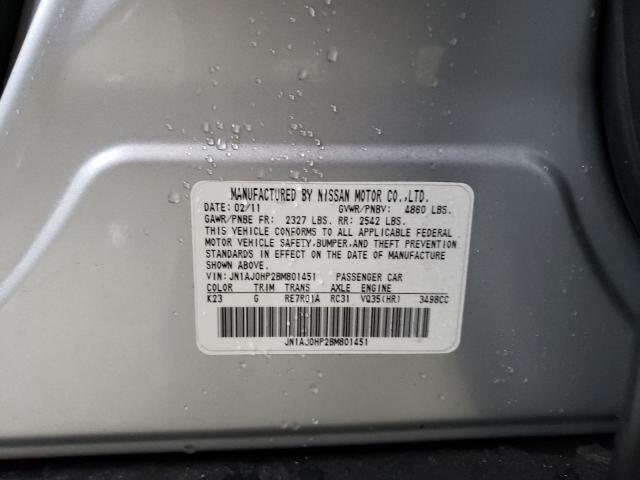 MANUFACTURED BY NISSAN MOTOR CO.,LTD.
DATE: 02/11 GVWR/PNBV: 4860 LBS.
GAWR/PNBE FR: 2327 LBS. RR: 2542 LBS.
THIS VEHICLE CONFORMS TO ALL APPLICABLE FEDERAL
MOTOR VEHICLE SAFETY,BUMPER,AND THEFT PREVENTION
STANDARDS IN EFFECT ON THE DATE OF MANUFACTURE
SHOWN ABOVE.
VIN: JN1AJ0HP2BM801451 PASSENGER CAR
COLOR TRIM TRANS AXLE ENGINE
K23 G RE7R01A RC31 VQ35(HR) 3498CC
JN1AJ0HP2BM801451